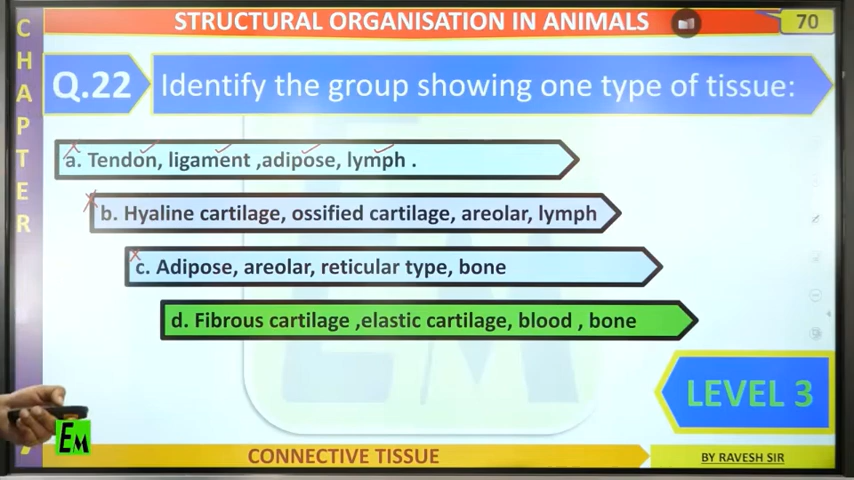 STRUCTURAL ORGANISATION IN ANIMALS
70
CHAPTER
Q.22
Identify the group showing one type of tissue:
a. Tendon, ligament ,adipose, lymph .
b. Hyaline cartilage, ossified cartilage, areolar, lymph
c. Adipose, areolar, reticular type, bone
d. Fibrous cartilage ,elastic cartilage, blood , bone
LEVEL 3
7
EM
CONNECTIVE TISSUE
BY RAVESH SIR